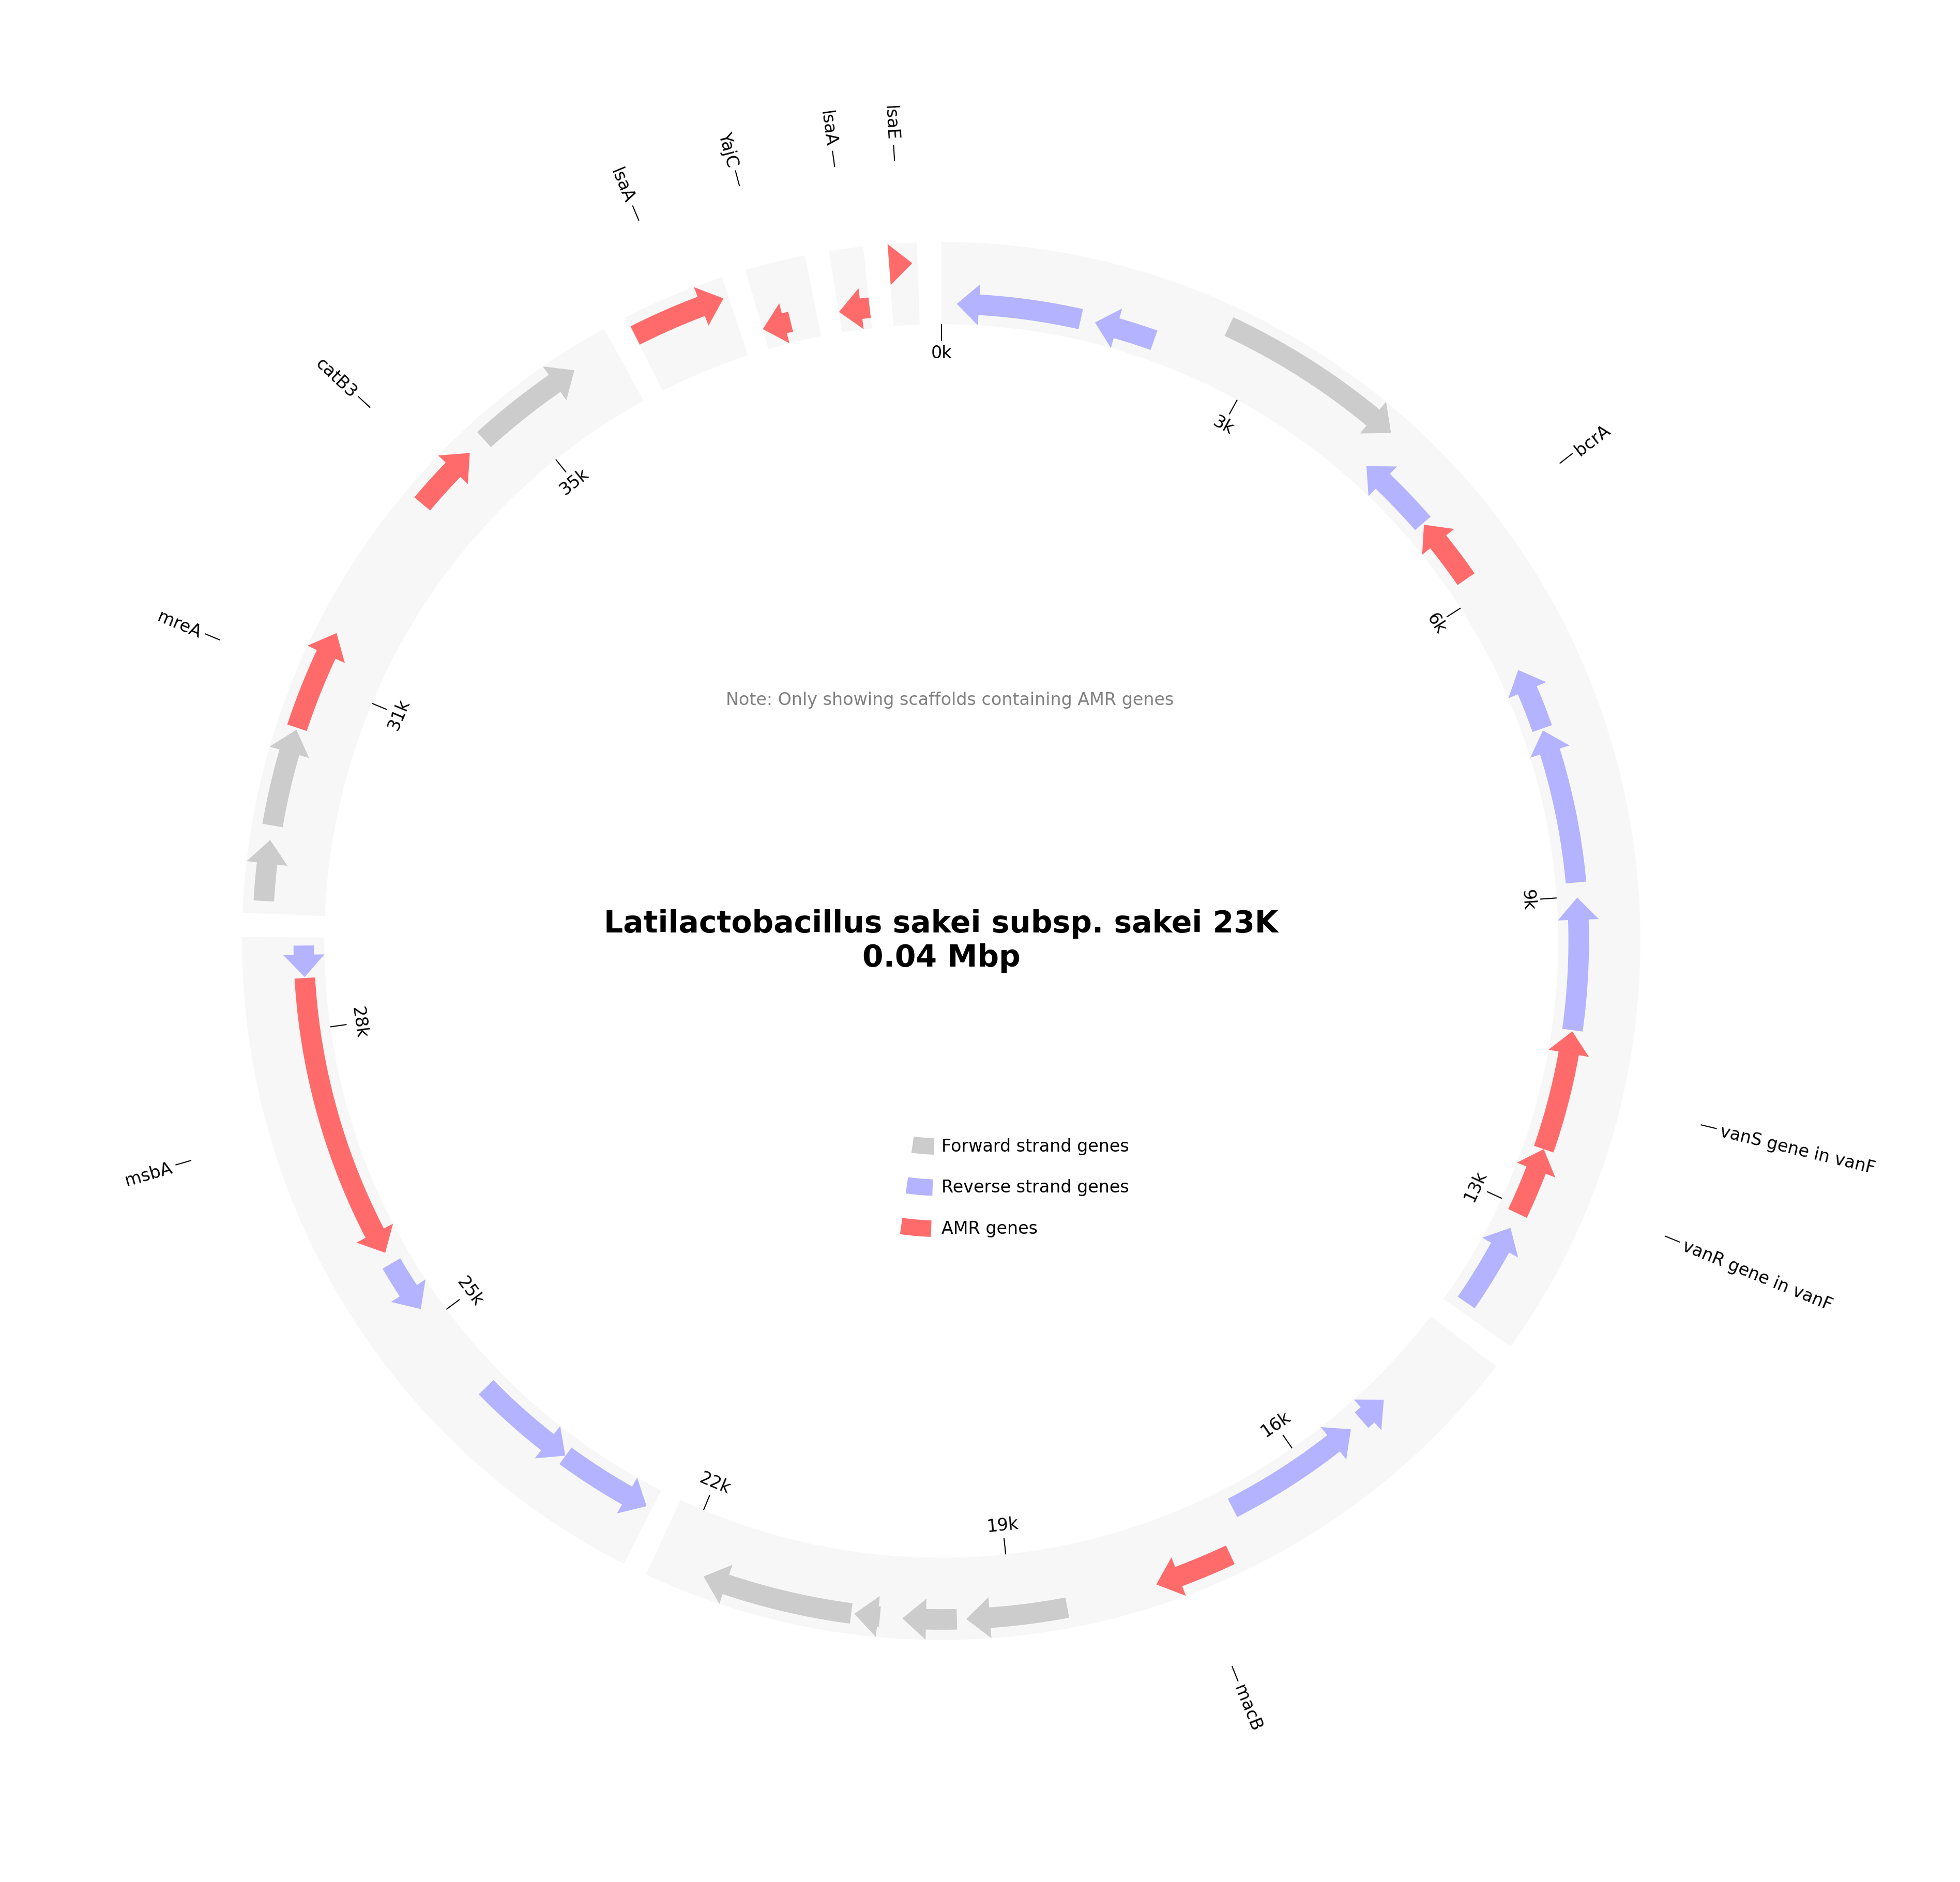 lsaE
lsaA
YajC
lsaA
catB3
mreA
msbA
bcrA
vanS gene in vanF
vanR gene in vanF
macB
0k
3k
6k
9k
13k
16k
19k
22k
25k
28k
31k
35k
Note: Only showing scaffolds containing AMR genes
Latilactobacillus sakei subsp. sakei 23K
0.04 Mbp
Forward strand genes
Reverse strand genes
AMR genes